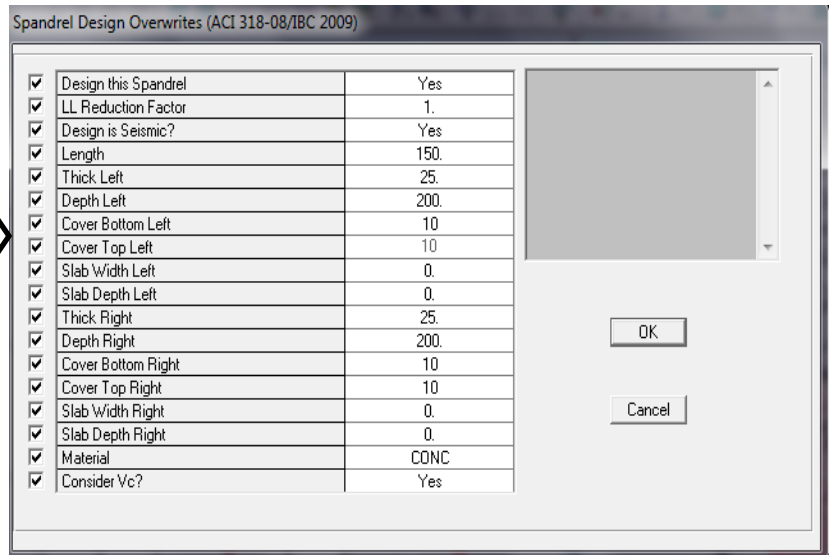 Spandrel Design Overwrites (ACI 318-08/IBC 2009)
Design this Spandrel Yes
LL Reduction Factor 1.
Design is Seismic? Yes
Length 150.
Thick Left 25.
Depth Left 200.
Cover Bottom Left 10
Cover Top Left 10
Slab Width Left 0.
Slab Depth Left 0.
Thick Right 25.
Depth Right 200.
Cover Bottom Right 10
Cover Top Right 10
Slab Width Right 0.
Slab Depth Right 0.
Material CONC
Consider Vc? Yes
OK
Cancel